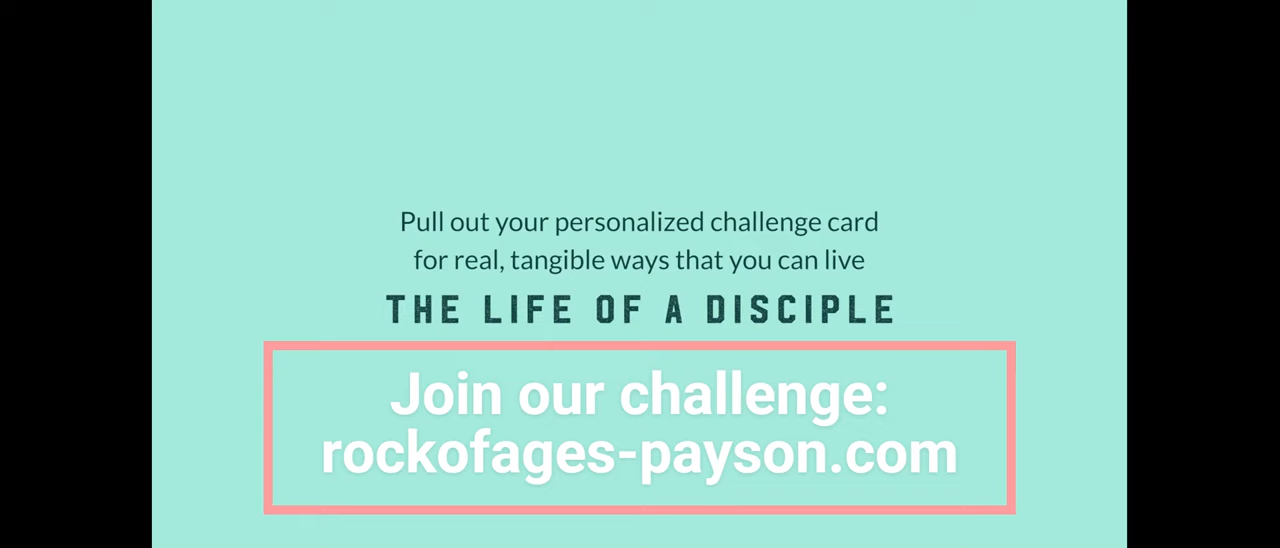 Pull out your personalized challenge card
for real, tangible ways that you can live
THE LIFE OF A DISCIPLE
Join our challenge:
rockofages-payson.com